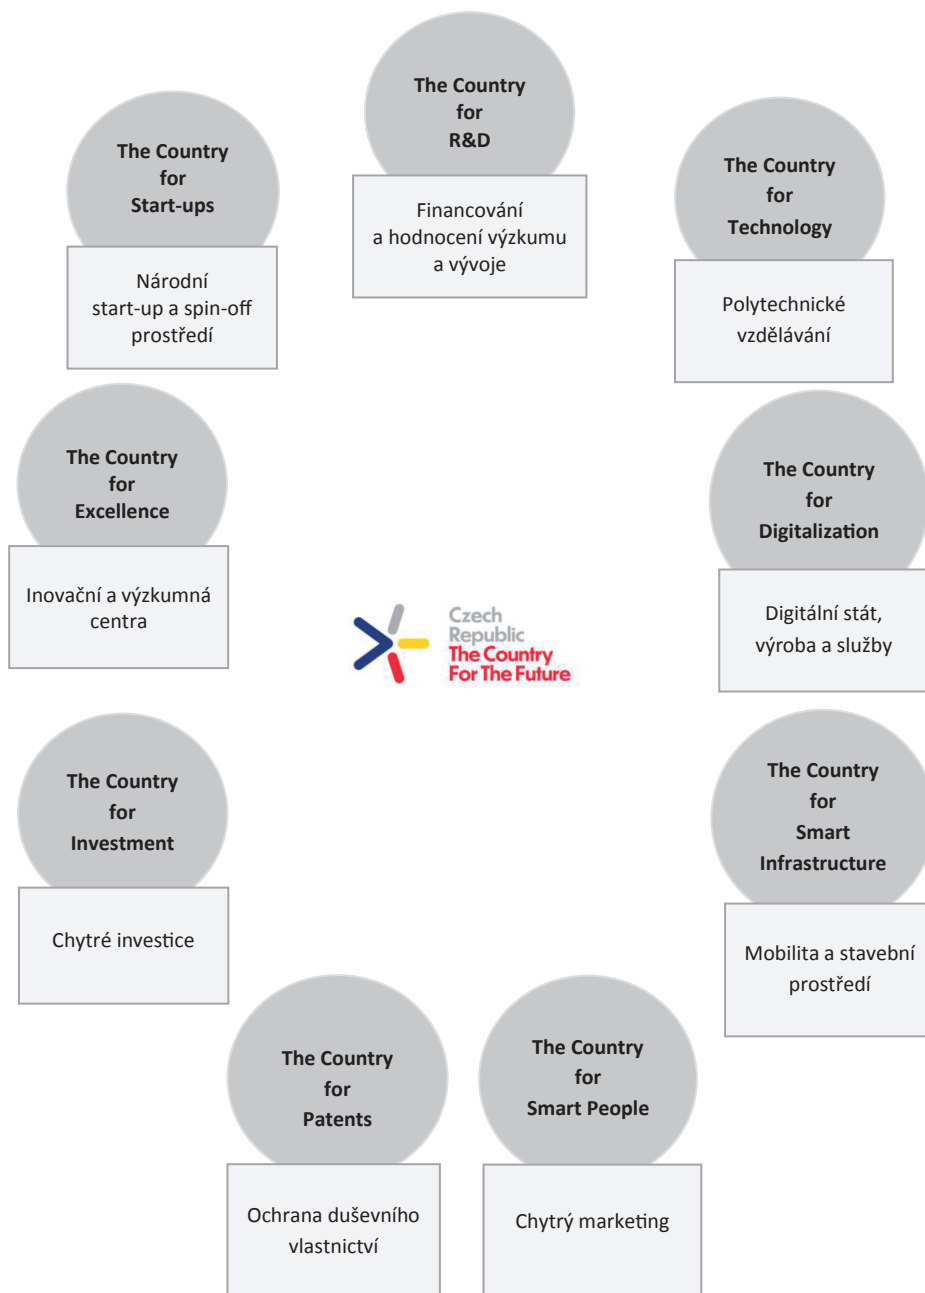 The Country
for
R&D
Financování
a hodnocení výzkumu
a vývoje
The Country
for
Start-ups
Národní
start-up a spin-off
prostředí
The Country
for
Technology
Polytechnické
vzdělávání
The Country
for
Excellence
Inovační a výzkumná
centra
The Country
for
Digitalization
Digitální stát,
výroba a služby
Czech
Republic
The Country
For The Future
The Country
for
Investment
Chytré investice
The Country
for
Smart
Infrastructure
Mobilita a stavební
prostředí
The Country
for
Patents
Ochrana duševního
vlastnictví
The Country
for
Smart People
Chytrý marketing